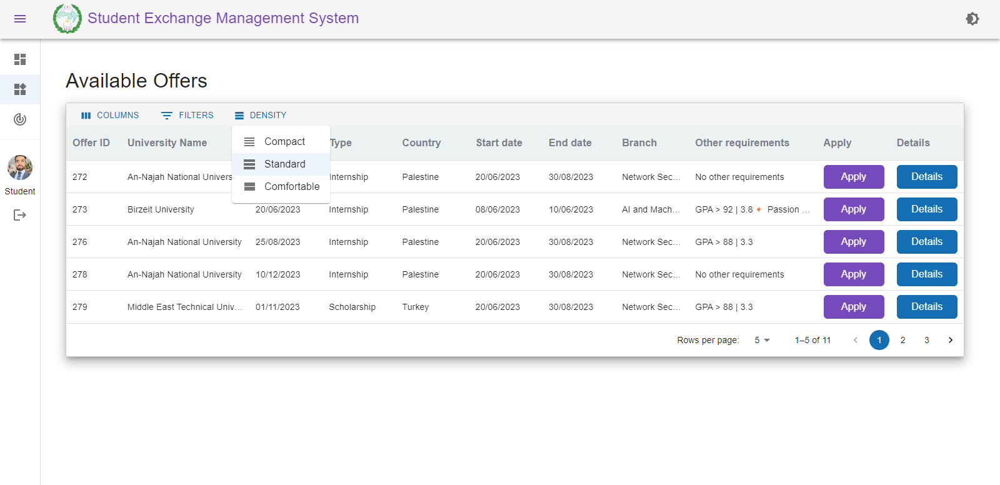 Student Exchange Management System
Available Offers
COLUMNS FILTERS DENSITY
Compact
Standard
Comfortable
Offer ID University Name Type Country Start date End date Branch Other requirements Apply Details
272 An-Najah National Univers Internship Palestine 20/06/2023 30/08/2023 Network Sec... No other requirements Apply Details
273 Birzeit University 20/06/2023 Internship Palestine 08/06/2023 10/06/2023 AI and Mach... GPA > 92 | 3.8🔸 Passion ... Apply Details
276 An-Najah National University 25/08/2023 Internship Palestine 20/06/2023 30/08/2023 Network Sec... GPA > 88 | 3.3 Apply Details
278 An-Najah National University 10/12/2023 Internship Palestine 20/06/2023 30/08/2023 Network Sec... No other requirements Apply Details
279 Middle East Technical Univ... 01/11/2023 Scholarship Turkey 20/06/2023 30/08/2023 Network Sec... GPA > 88 | 3.3 Apply Details
Student
Rows per page: 5 1–5 of 11 1 2 3